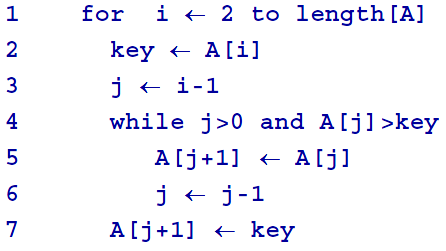 1 for i ← 2 to length[A]
2 key ← A[i]
3 j ← i-1
4 while j>0 and A[j]>key
5 A[j+1] ← A[j]
6 j ← j-1
7 A[j+1] ← key